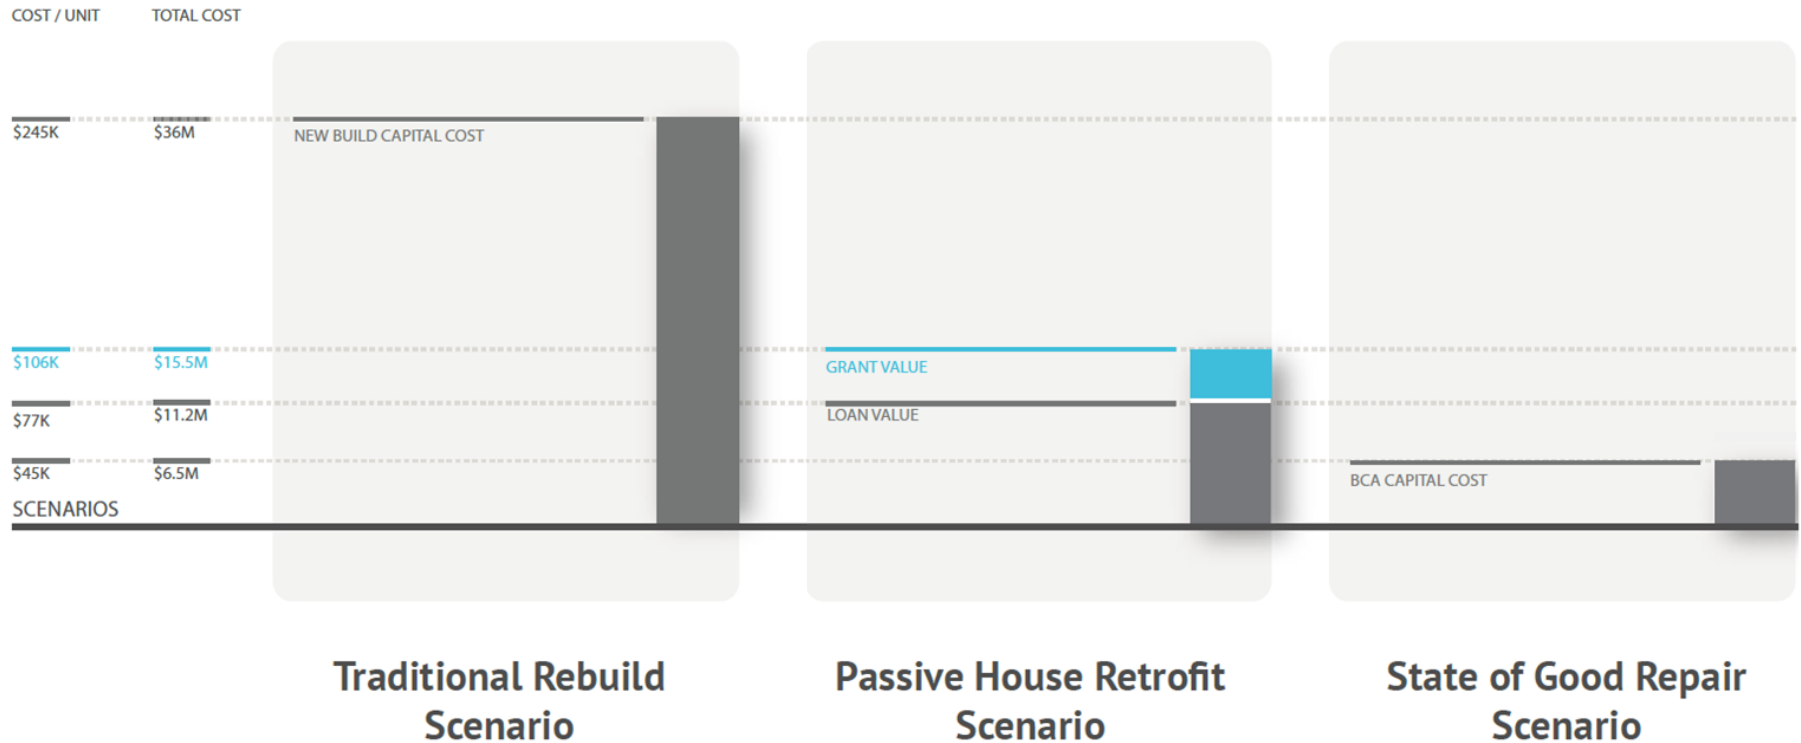 COST / UNIT TOTAL COST
$245K $36M NEW BUILD CAPITAL COST
$106K $15.5M GRANT VALUE
$77K $11.2M LOAN VALUE
$45K $6.5M BCA CAPITAL COST
SCENARIOS
Traditional Rebuild
Scenario
Passive House Retrofit
Scenario
State of Good Repair
Scenario